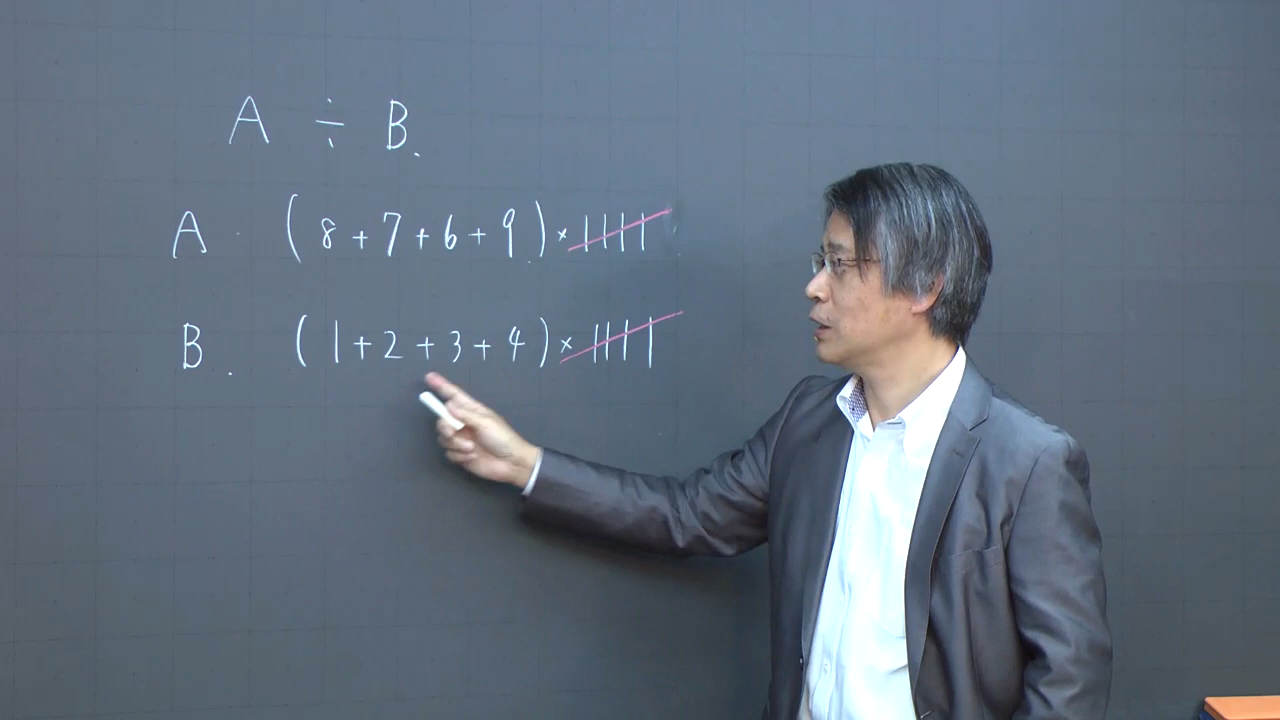 A ÷ B.
A. (8+7+6+9)×1111
B. (1+2+3+4)×1111